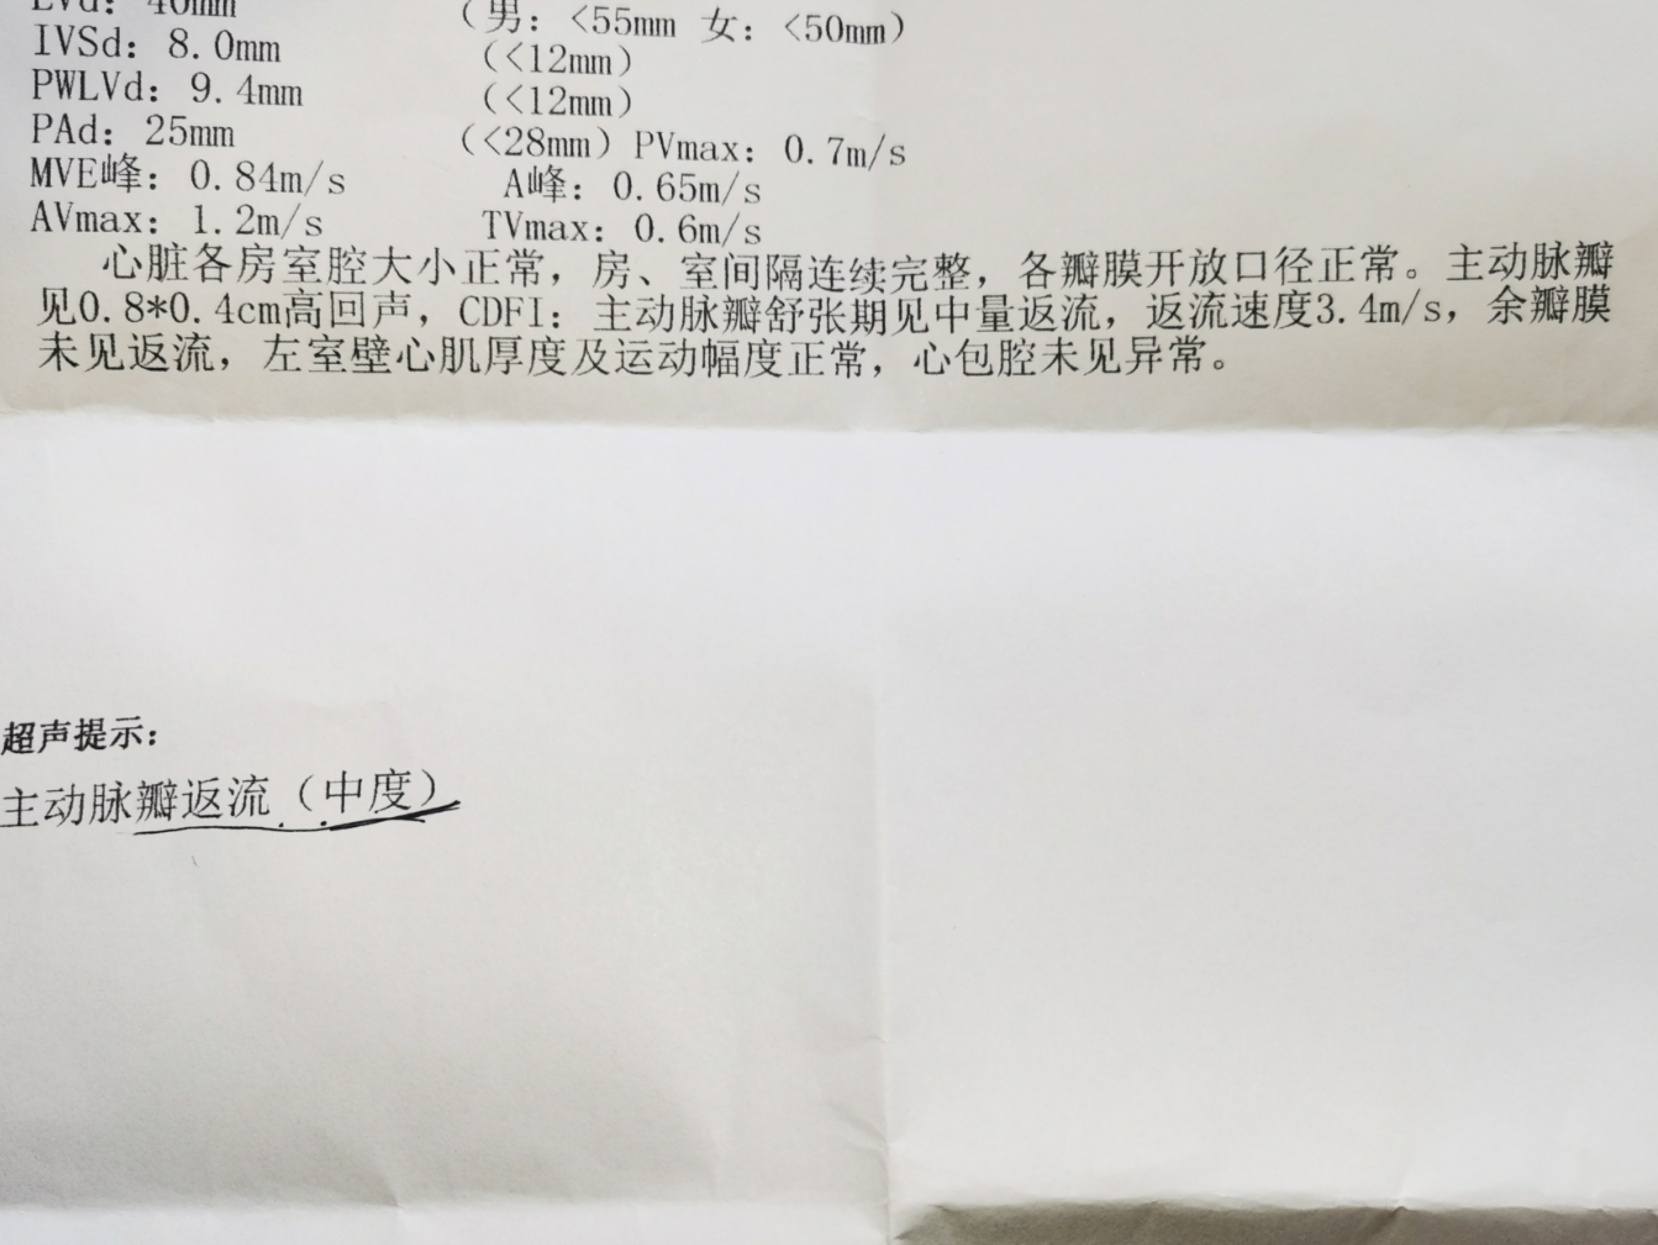 LVd: 40mm （男: <55mm 女: <50mm）
IVSd: 8.0mm （<12mm）
PWLVd: 9.4mm （<12mm）
PAd: 25mm （<28mm）PVmax: 0.7m/s
MVE峰: 0.84m/s A峰: 0.65m/s
AVmax: 1.2m/s TVmax: 0.6m/s
心脏各房室腔大小正常，房、室间隔连续完整，各瓣膜开放口径正常。主动脉瓣
见0.8*0.4cm高回声，CDFI: 主动脉瓣舒张期见中量返流，返流速度3.4m/s，余瓣膜
未见返流，左室壁心肌厚度及运动幅度正常，心包腔未见异常。
超声提示:
主动脉瓣返流（中度）